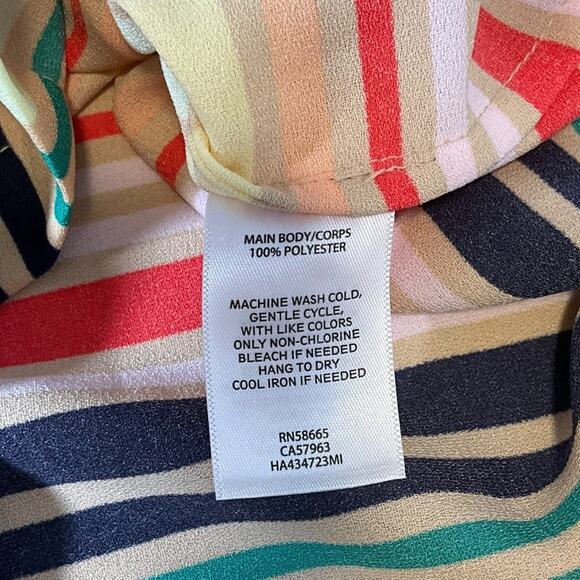 MAIN BODY/CORPS
100% POLYESTER
MACHINE WASH COLD,
GENTLE CYCLE,
WITH LIKE COLORS
ONLY NON-CHLORINE
BLEACH IF NEEDED
HANG TO DRY
COOL IRON IF NEEDED
RN58665
CA57963
HA434723MI